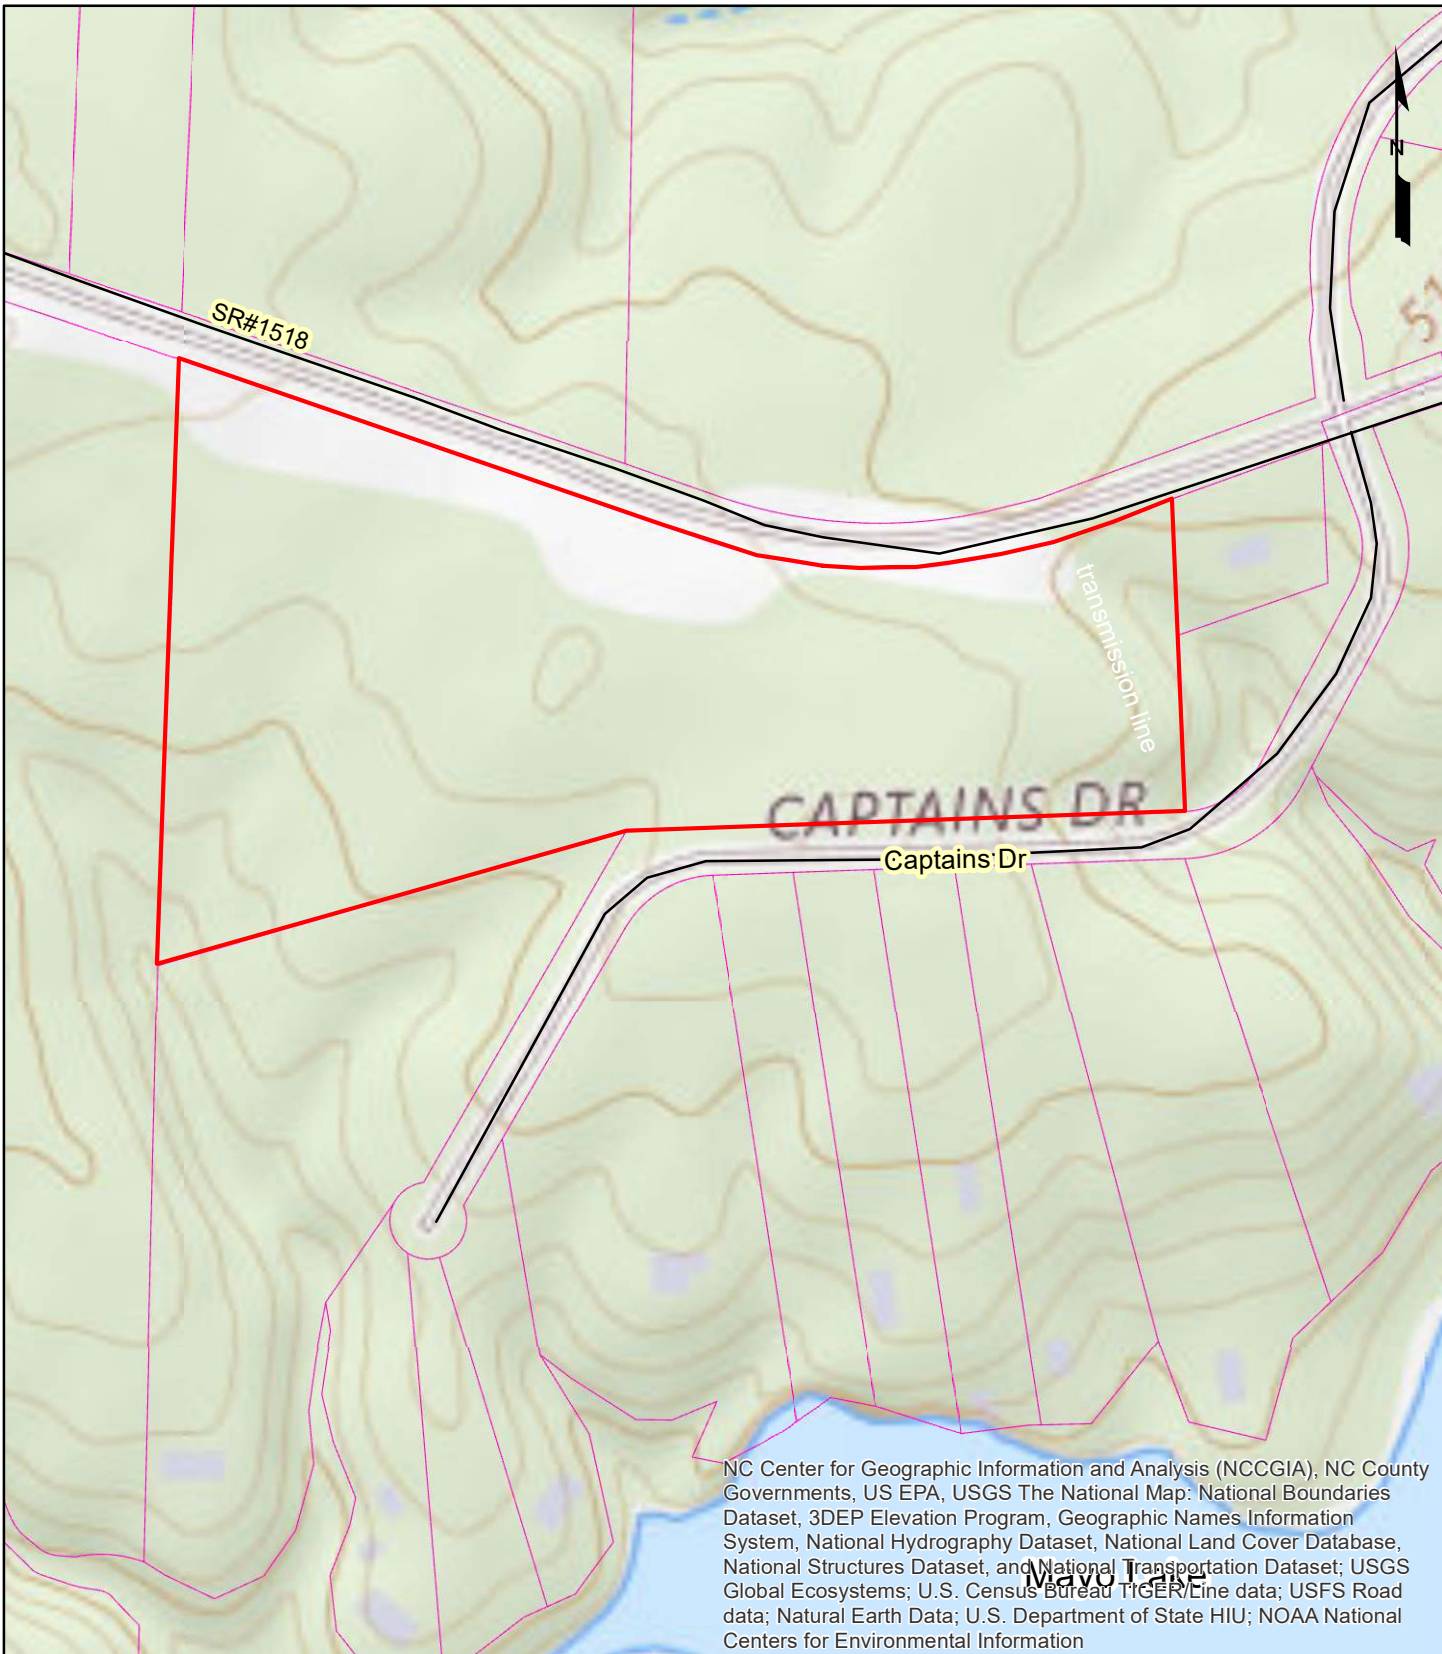 N
SR#1518
transmission line
CAPTAINS DR
Captains Dr
NC Center for Geographic Information and Analysis (NCCGIA), NC County
Governments, US EPA, USGS The National Map: National Boundaries
Dataset, 3DEP Elevation Program, Geographic Names Information
System, National Hydrography Dataset, National Land Cover Database,
National Structures Dataset, and National Transportation Dataset; USGS
Global Ecosystems; U.S. Census Bureau TIGER/Line data; USFS Road
data; Natural Earth Data; U.S. Department of State HIU; NOAA National
Centers for Environmental Information
Mayo Lake